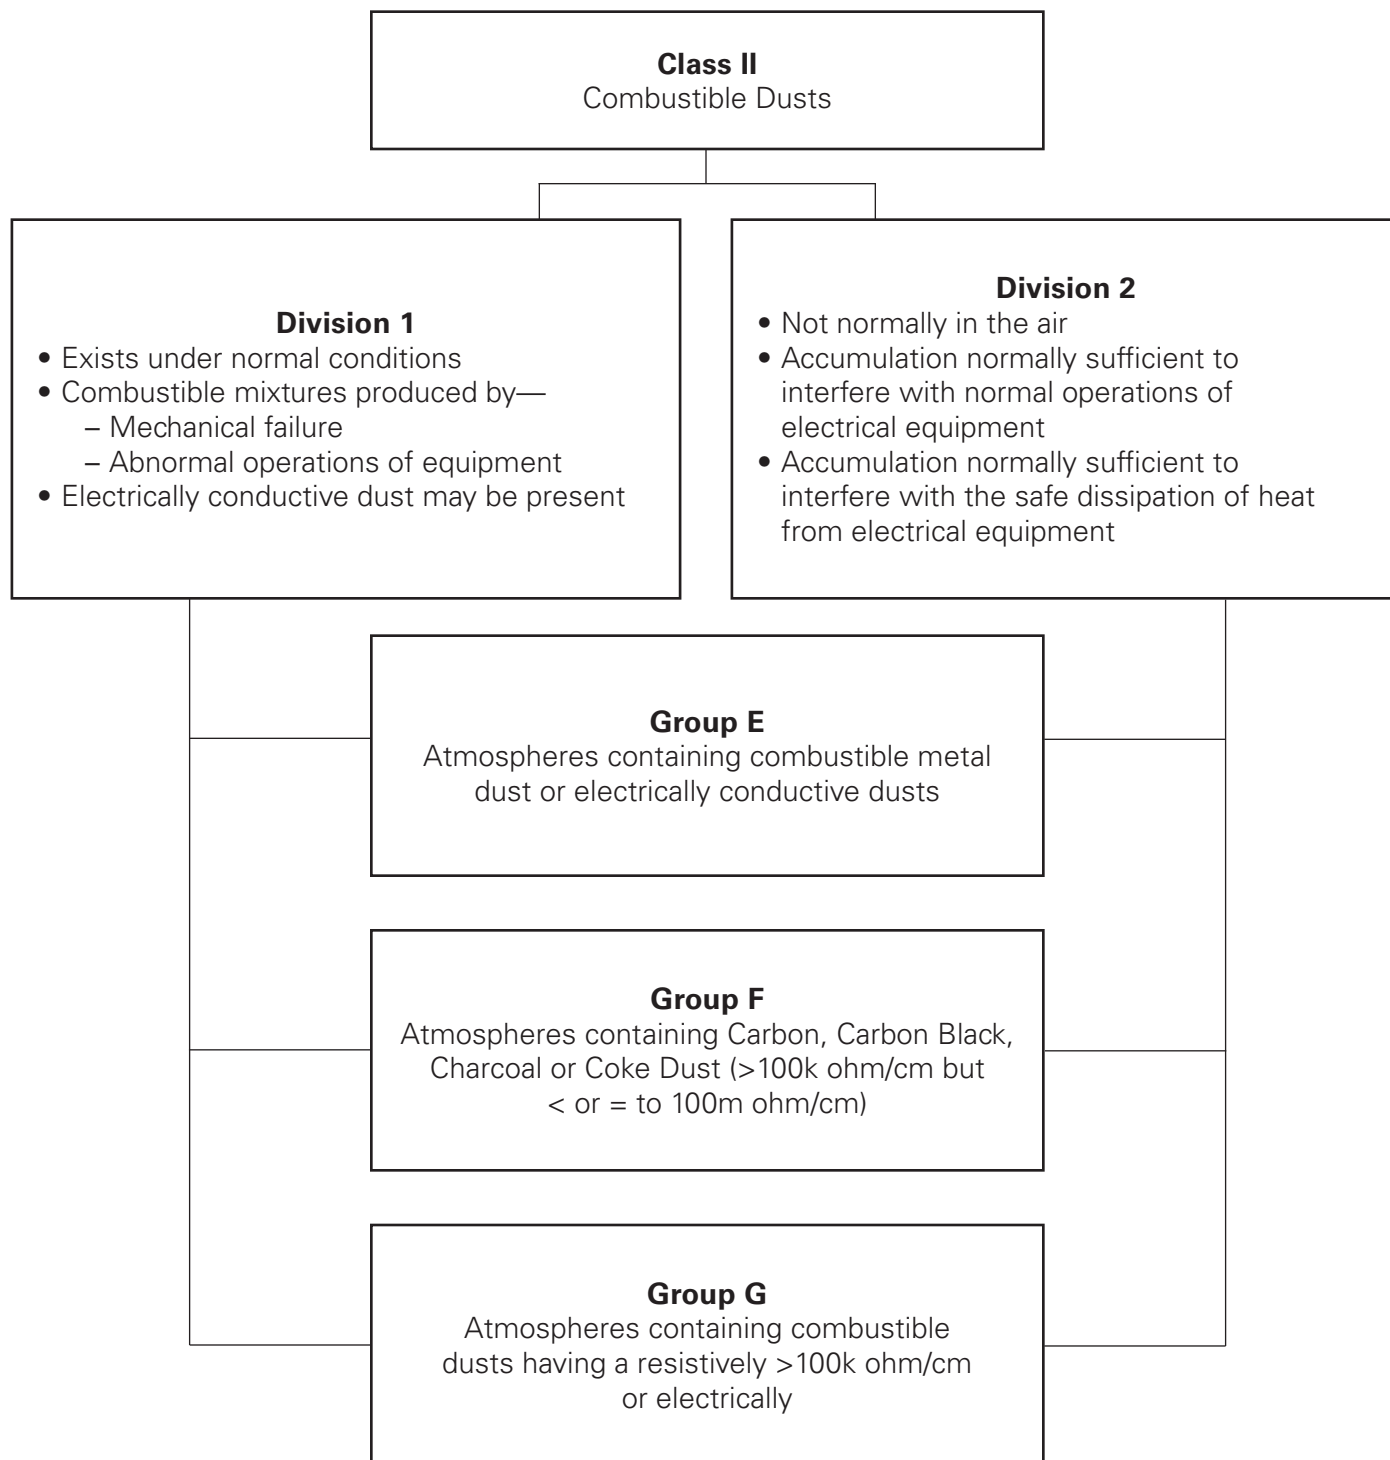 Class II
Combustible Dusts
Division 1
• Exists under normal conditions
• Combustible mixtures produced by—
– Mechanical failure
– Abnormal operations of equipment
• Electrically conductive dust may be present
Division 2
• Not normally in the air
• Accumulation normally sufficient to
interfere with normal operations of
electrical equipment
• Accumulation normally sufficient to
interfere with the safe dissipation of heat
from electrical equipment
Group E
Atmospheres containing combustible metal
dust or electrically conductive dusts
Group F
Atmospheres containing Carbon, Carbon Black,
Charcoal or Coke Dust (>100k ohm/cm but
< or = to 100m ohm/cm)
Group G
Atmospheres containing combustible
dusts having a resistively >100k ohm/cm
or electrically